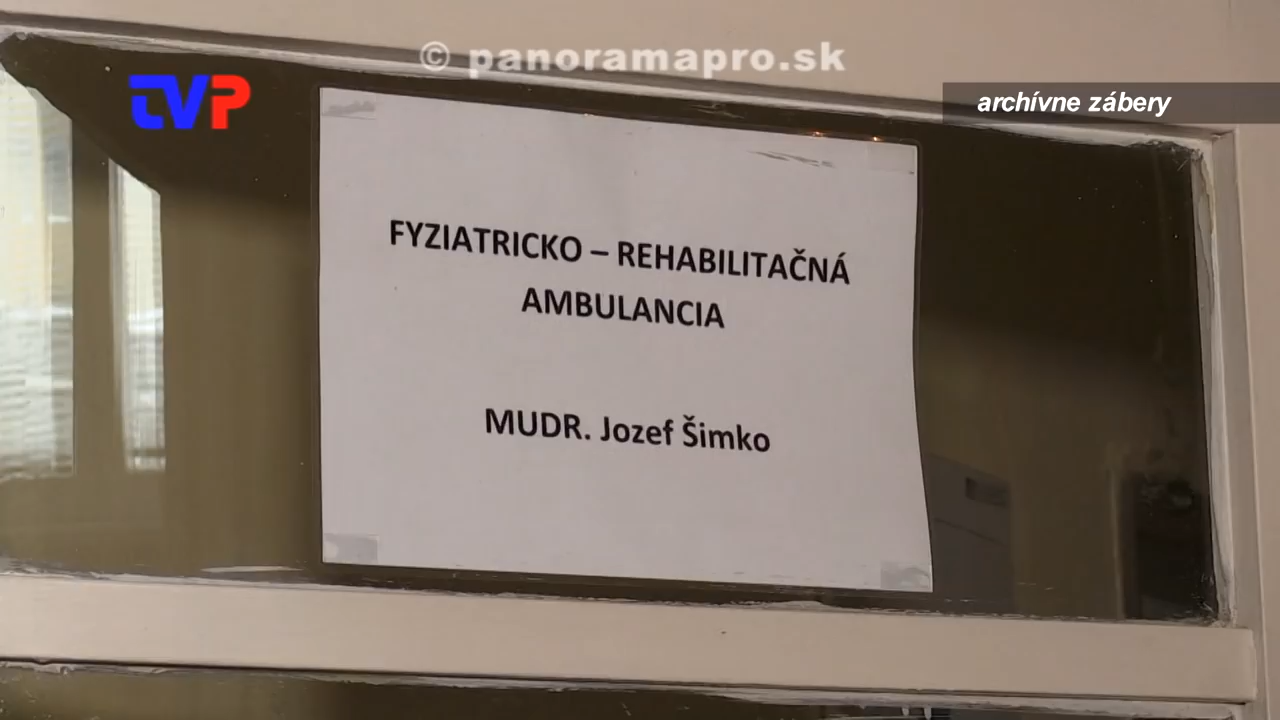 © panoramapro.sk
TVP
archívne zábery
FYZIATRICKO – REHABILITAČNÁ
AMBULANCIA
MUDR. Jozef Šimko